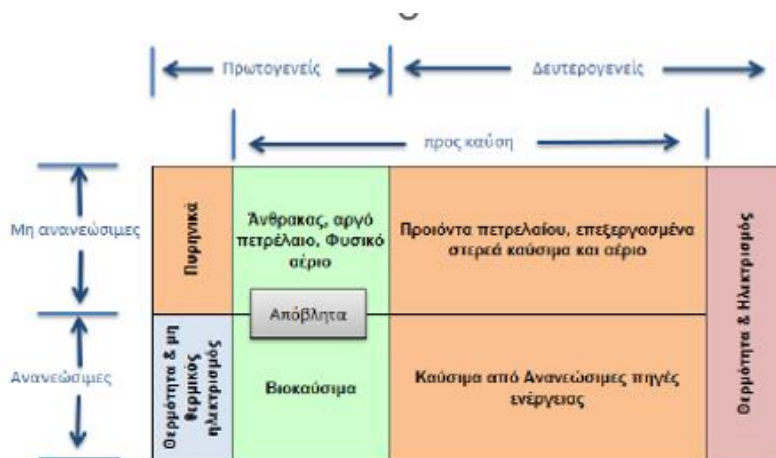 Πρωτογενείς
Δευτερογενείς
προς καύση
Μη ανανεώσιμες
Πυρηνικά
Άνθρακας, αργό
πετρέλαιο, Φυσικό
αέριο
Προιόντα πετρελαίου, επεξεργασμένα
στερεά καύσιμα και αέριο
Θερμότητα & Ηλεκτρισμός
Απόβλητα
Ανανεώσιμες
Θερμότητα & μη
θερμικός
ηλεκτρισμός
Βιοκαύσιμα
Καύσιμα από Ανανεώσιμες πηγές
ενέργειας